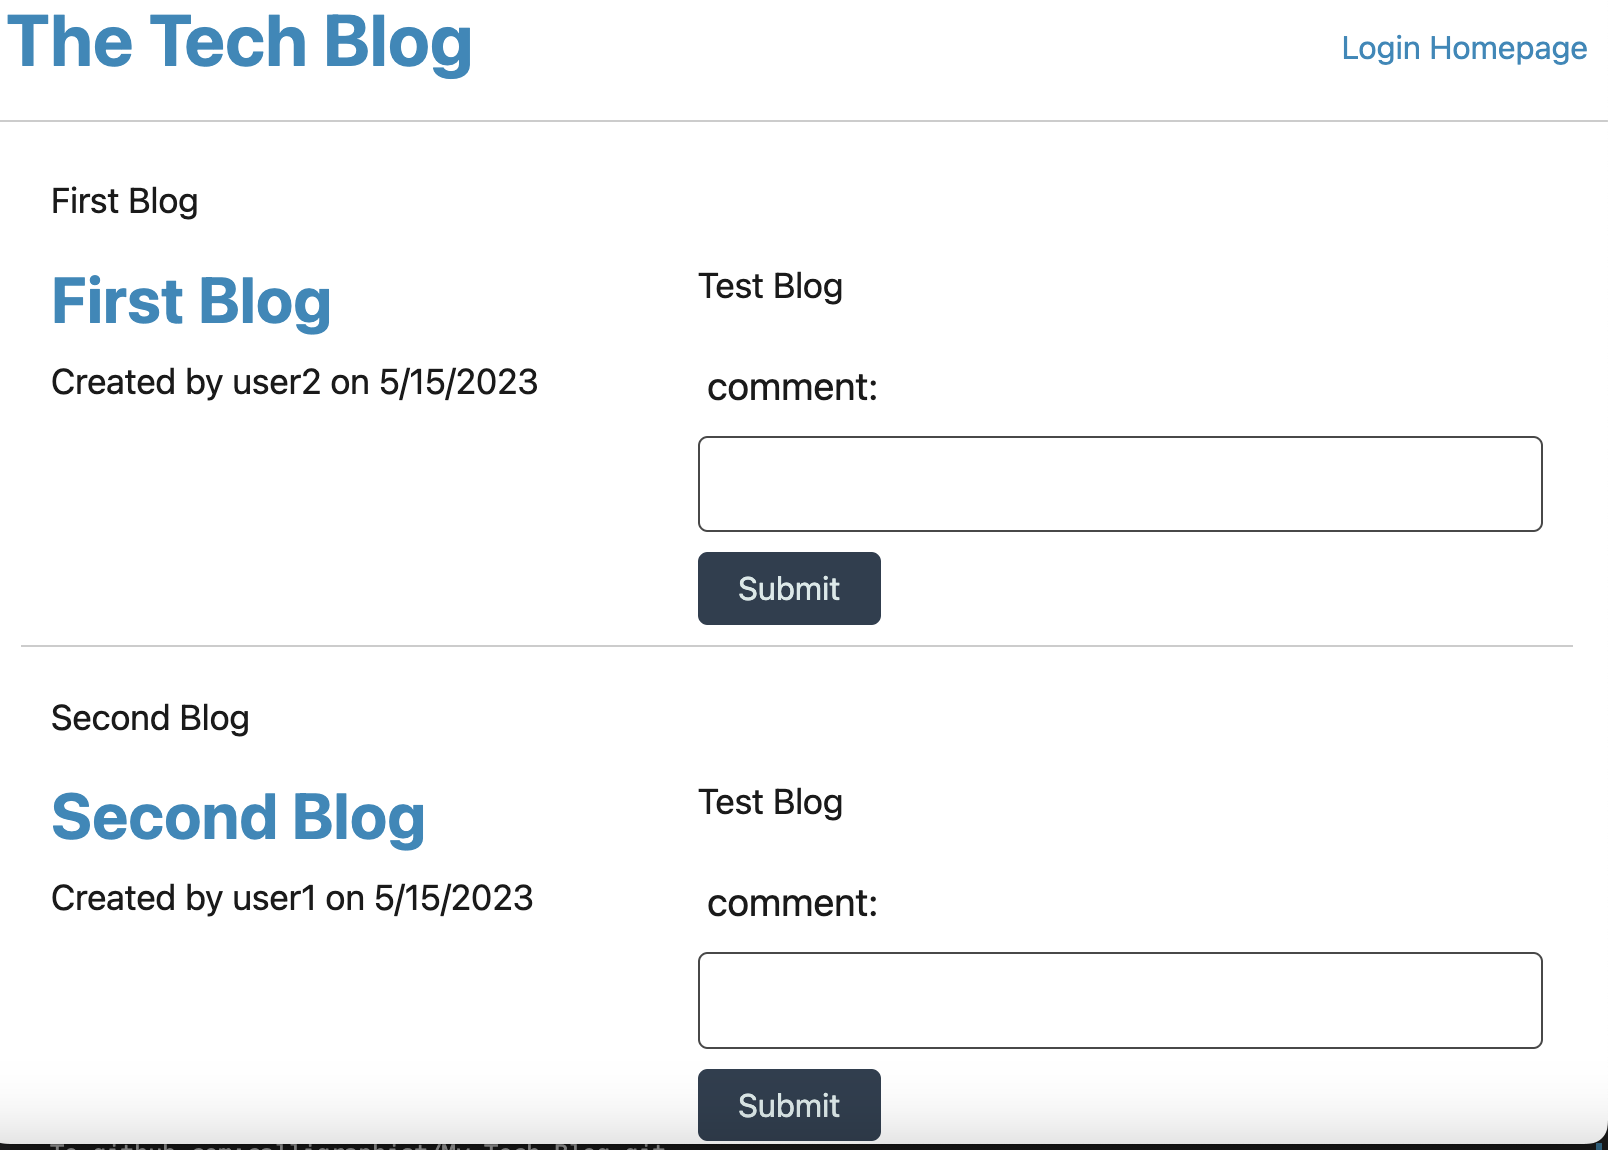 The Tech Blog
Login Homepage
First Blog
First Blog
Test Blog
Created by user2 on 5/15/2023
comment:
Submit
Second Blog
Second Blog
Test Blog
Created by user1 on 5/15/2023
comment:
Submit